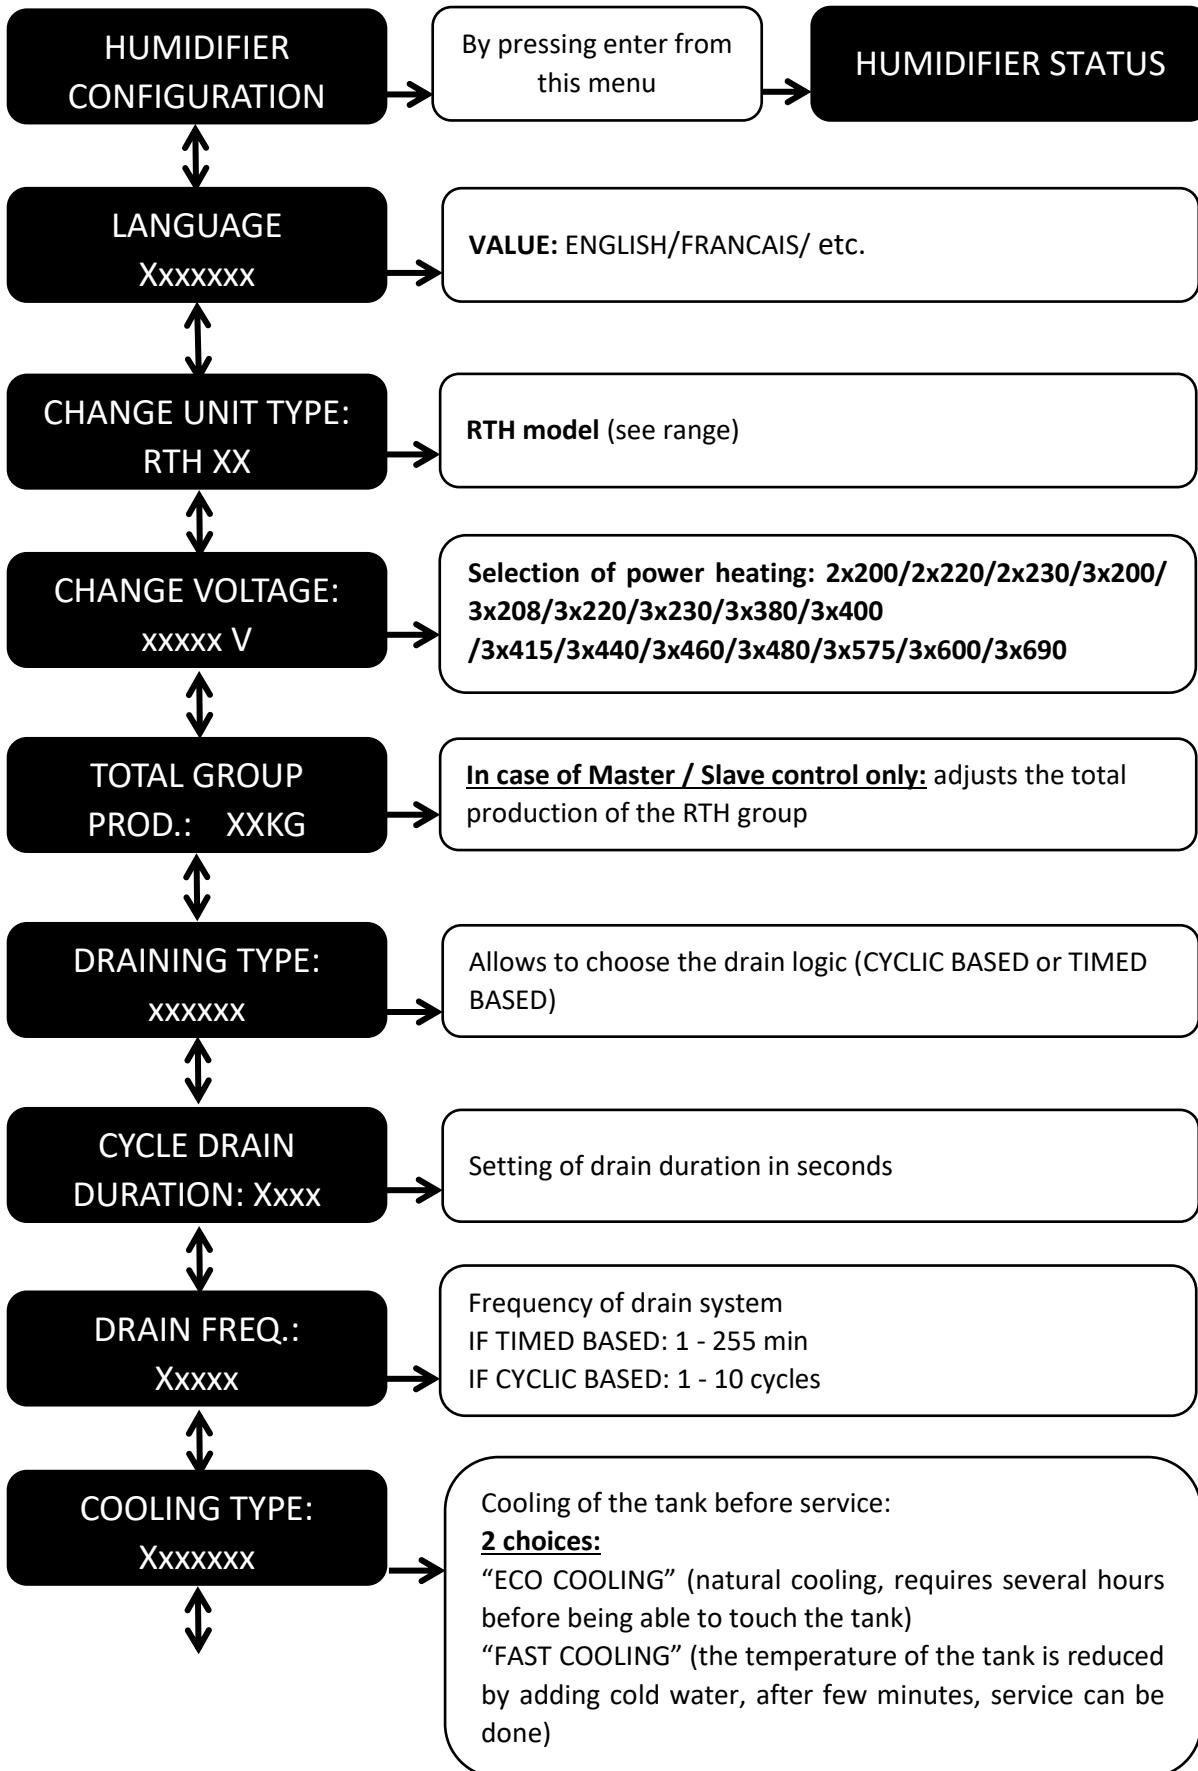 HUMIDIFIER
CONFIGURATION
By pressing enter from
this menu
HUMIDIFIER STATUS
LANGUAGE
Xxxxxxx
VALUE: ENGLISH/FRANCAIS/ etc.
CHANGE UNIT TYPE:
RTH XX
RTH model (see range)
CHANGE VOLTAGE:
xxxxx V
Selection of power heating: 2x200/2x220/2x230/3x200/
3x208/3x220/3x230/3x380/3x400
/3x415/3x440/3x460/3x480/3x575/3x600/3x690
TOTAL GROUP
PROD.: XXKG
In case of Master / Slave control only: adjusts the total
production of the RTH group
DRAINING TYPE:
xxxxxx
Allows to choose the drain logic (CYCLIC BASED or TIMED
BASED)
CYCLE DRAIN
DURATION: Xxxx
Setting of drain duration in seconds
DRAIN FREQ.:
Xxxxx
Frequency of drain system
IF TIMED BASED: 1 - 255 min
IF CYCLIC BASED: 1 - 10 cycles
COOLING TYPE:
Xxxxxxx
Cooling of the tank before service:
2 choices:
“ECO COOLING” (natural cooling, requires several hours
before being able to touch the tank)
“FAST COOLING” (the temperature of the tank is reduced
by adding cold water, after few minutes, service can be
done)